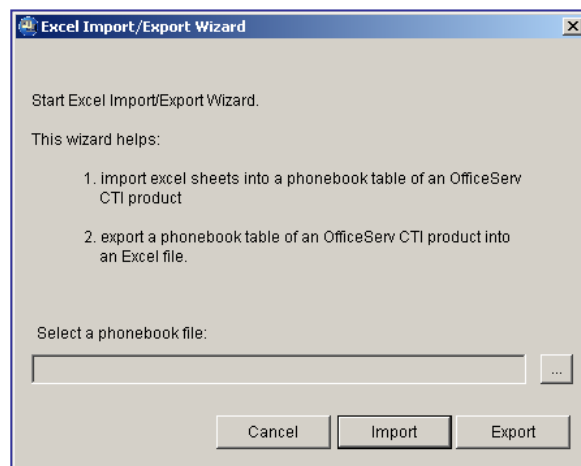 Excel Import/Export Wizard
Start Excel Import/Export Wizard.
This wizard helps:
1. import excel sheets into a phonebook table of an OfficeServ
CTI product
2. export a phonebook table of an OfficeServ CTI product into
an Excel file.
Select a phonebook file:
...
Cancel Import Export